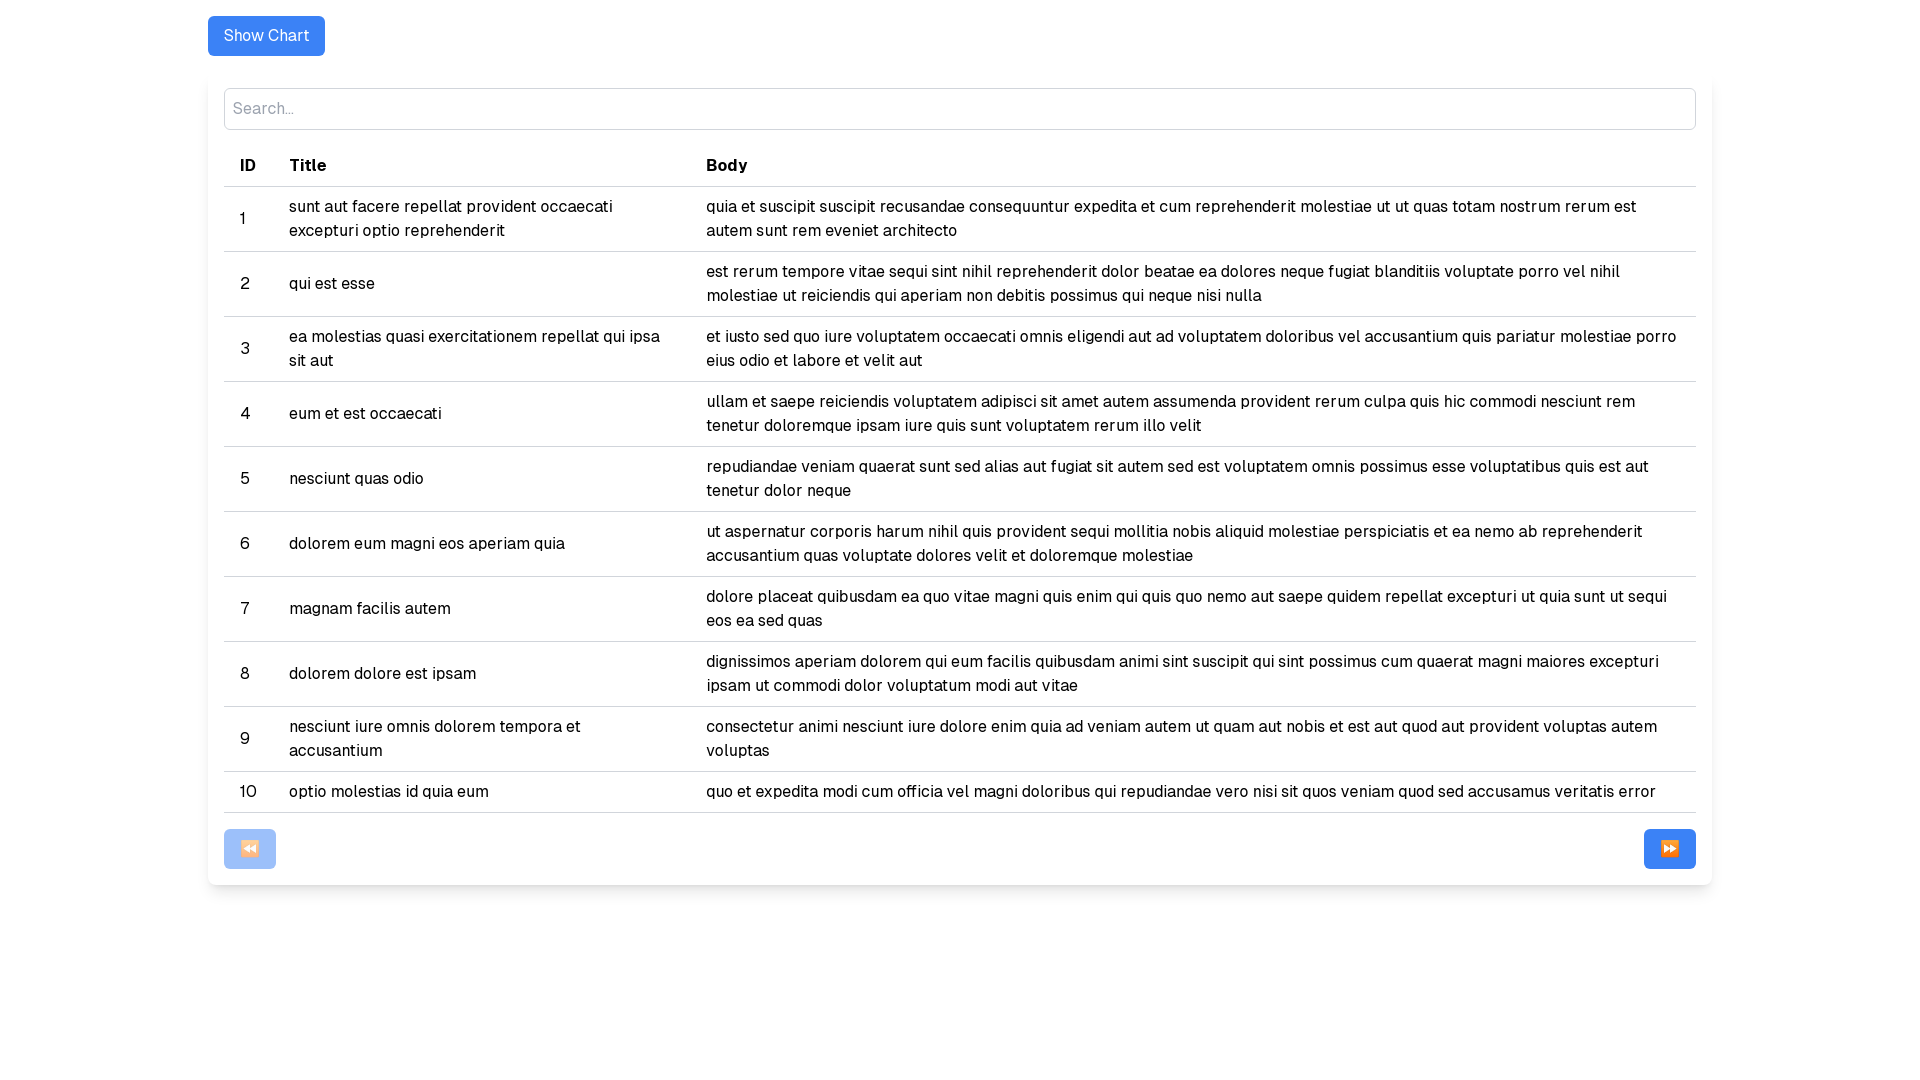 Show Chart
Search...
ID Title Body
1 sunt aut facere repellat provident occaecati excepturi optio reprehenderit quia et suscipit suscipit recusandae consequuntur expedita et cum reprehenderit molestiae ut ut quas totam nostrum rerum est
autem sunt rem eveniet architecto
2 qui est esse est rerum tempore vitae sequi sint nihil reprehenderit dolor beatae ea dolores neque fugiat blanditiis voluptate porro vel nihil
molestiae ut reiciendis qui aperiam non debitis possimus qui neque nisi nulla
3 ea molestias quasi exercitationem repellat qui ipsa sit aut et iusto sed quo iure voluptatem occaecati omnis eligendi aut ad voluptatem doloribus vel accusantium quis pariatur molestiae porro
eius odio et labore et velit aut
4 eum et est occaecati ullam et saepe reiciendis voluptatem adipisci sit amet autem assumenda provident rerum culpa quis hic commodi nesciunt rem
tenetur doloremque ipsam iure quis sunt voluptatem rerum illo velit
5 nesciunt quas odio repudiandae veniam quaerat sunt sed alias aut fugiat sit autem sed est voluptatem omnis possimus esse voluptatibus quis est aut
tenetur dolor neque
6 dolorem eum magni eos aperiam quia ut aspernatur corporis harum nihil quis provident sequi mollitia nobis aliquid molestiae perspiciatis et ea nemo ab reprehenderit
accusantium quas voluptate dolores velit et doloremque molestiae
7 magnam facilis autem dolore placeat quibusdam ea quo vitae magni quis enim qui quis quo nemo aut saepe quidem repellat excepturi ut quia sunt ut sequi
eos ea sed quas
8 dolorem dolore est ipsam dignissimos aperiam dolorem qui eum facilis quibusdam animi sint suscipit qui sint possimus cum quaerat magni maiores excepturi
ipsam ut commodi dolor voluptatum modi aut vitae
9 nesciunt iure omnis dolorem tempora et accusantium consectetur animi nesciunt iure dolore enim quia ad veniam autem ut quam aut nobis et est aut quod aut provident voluptas autem
voluptas
10 optio molestias id quia eum quo et expedita modi cum officia vel magni doloribus qui repudiandae vero nisi sit quos veniam quod sed accusamus veritatis error